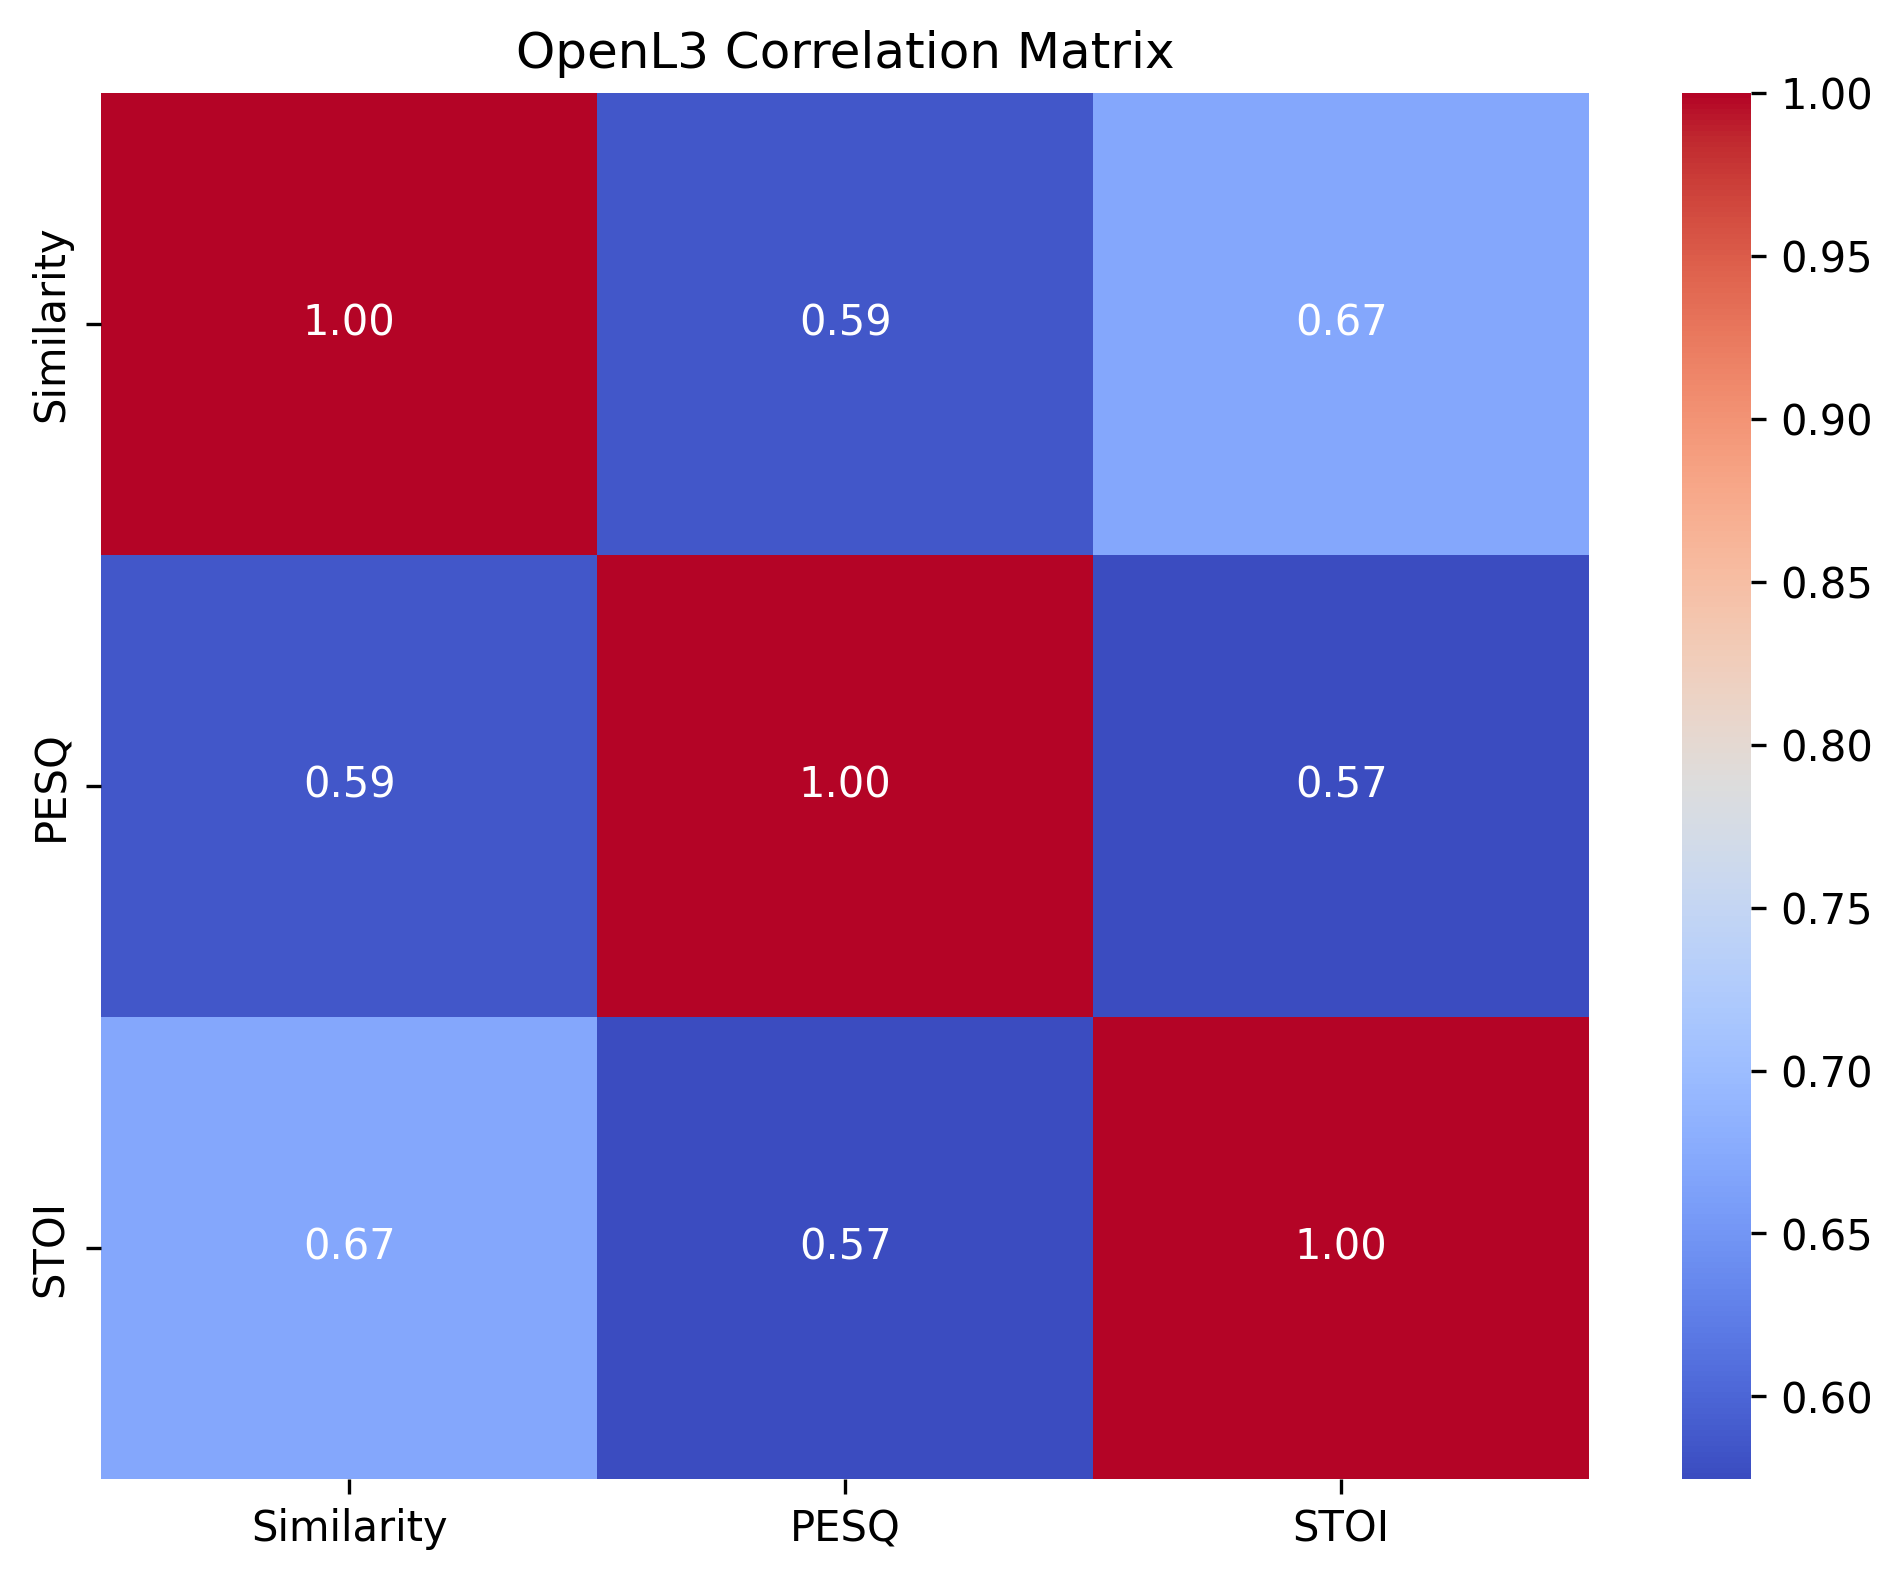 OpenL3 Correlation Matrix
Similarity
1.00 0.59 0.67
PESQ
0.59 1.00 0.57
STOI
0.67 0.57 1.00
Similarity PESQ STOI
1.00
0.95
0.90
0.85
0.80
0.75
0.70
0.65
0.60